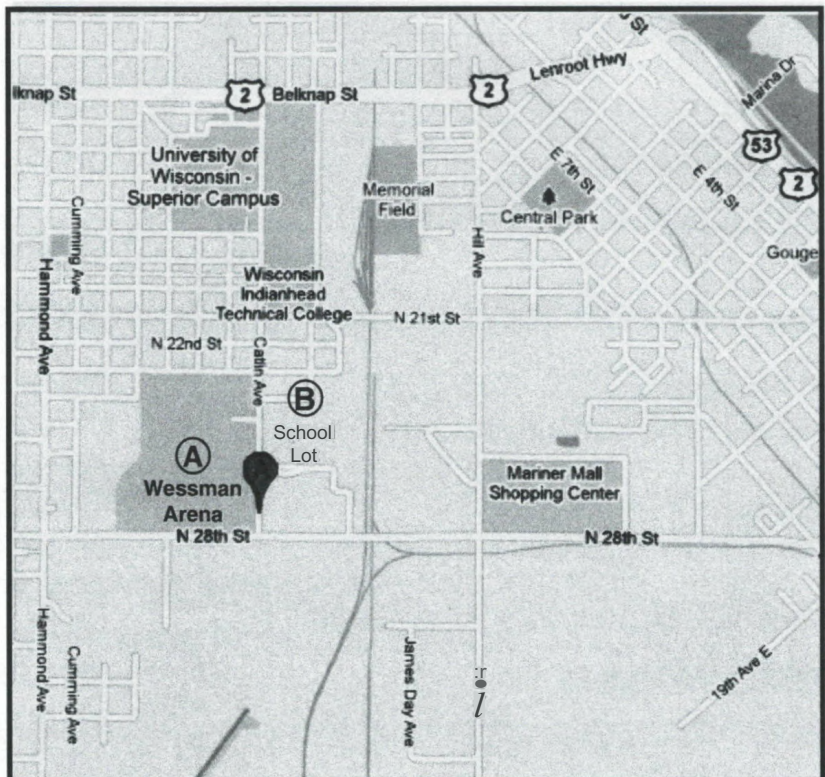 lknap St
2
Belknap St
2
Lenroot Hwy
St
Marina Dr
53
2
University of
Wisconsin -
Superior Campus
Memorial
Field
E 7th St
E 4th St
Central Park
Cumming Ave
Hammond Ave
Hill Ave
Gouge
Wisconsin
Indianhead
Technical College
N 21st St
N 22nd St
Catlin Ave
B
School
Lot
A
Wessman
Arena
Mariner Mall
Shopping Center
N 28th St
N 28th St
Hammond Ave
Cumming Ave
James Day Ave
19th Ave E